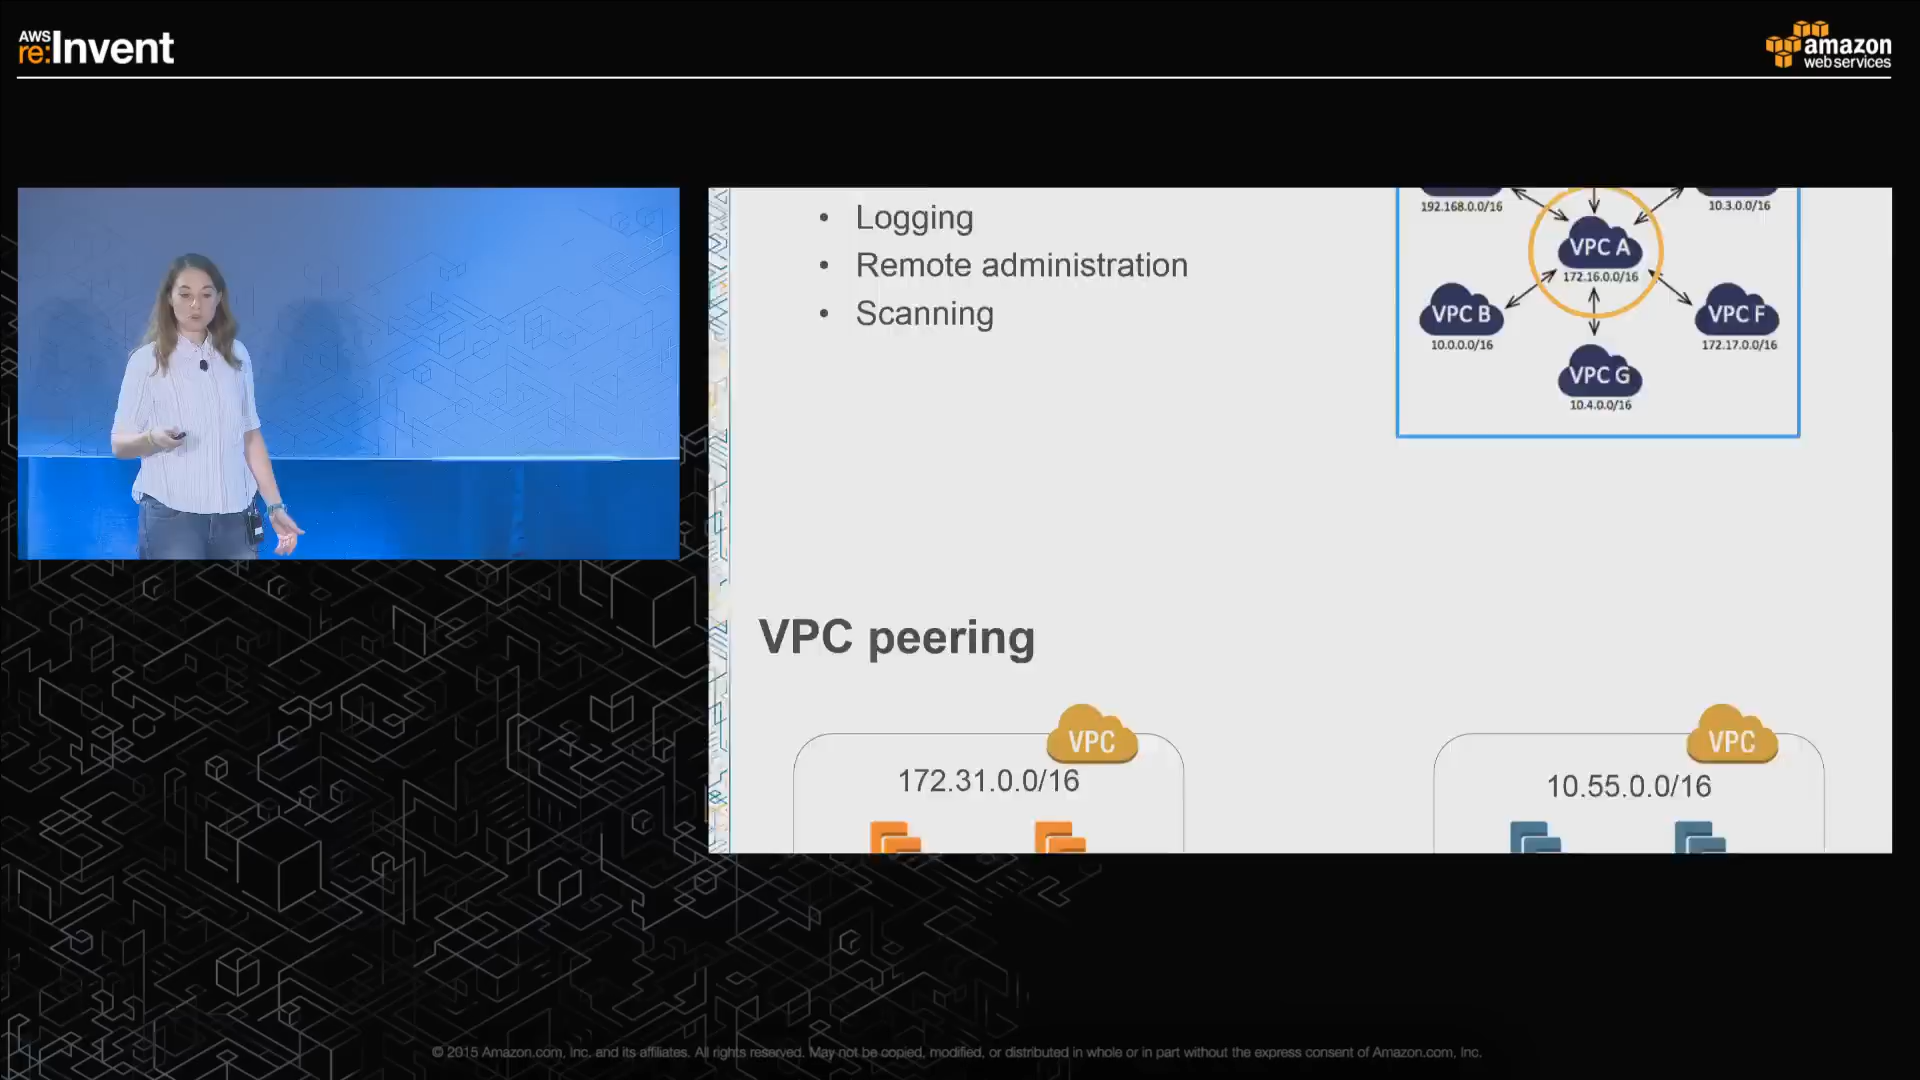 AWS
re:Invent
amazon
web services
Logging
Remote administration
Scanning
192.168.0.0/16
10.3.0.0/16
VPC A
172.16.0.0/16
VPC B
10.0.0.0/16
VPC F
172.17.0.0/16
VPC G
10.4.0.0/16
VPC peering
VPC
172.31.0.0/16
VPC
10.55.0.0/16
© 2015 Amazon.com, Inc. and its affiliates. All rights reserved. May not be copied, modified, or distributed in whole or in part without the express consent of Amazon.com, Inc.